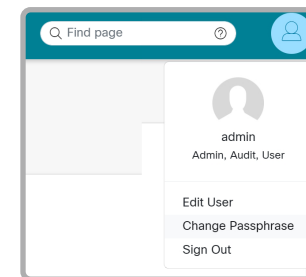 Find page
admin
Admin, Audit, User
Edit User
Change Passphrase
Sign Out